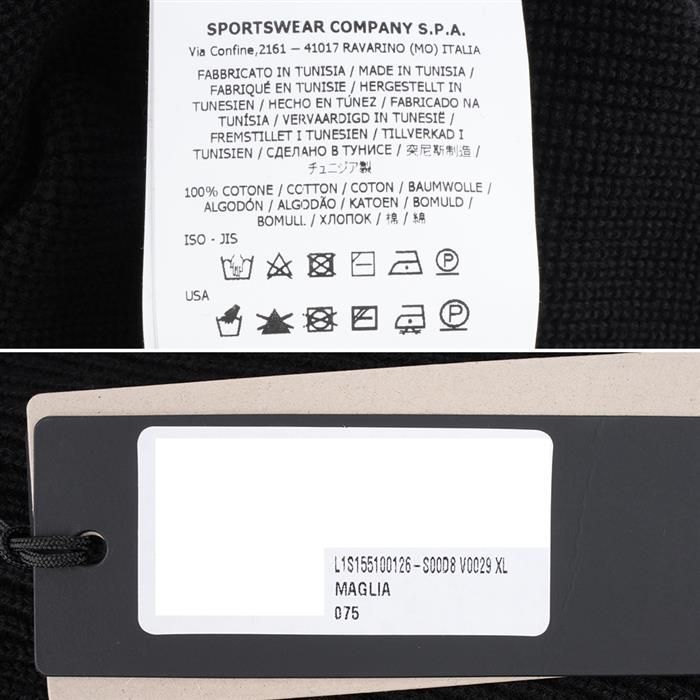 SPORTSWEAR COMPANY S.P.A.
Via Confine,2161 — 41017 RAVARINO (MO) ITALIA
FABBRICATO IN TUNISIA / MADE IN TUNISIA /
FABRIQUÉ EN TUNISIE / HERGESTELLT IN
TUNESIEN / HECHO EN TÚNEZ / FABRICADO NA
TUNÍSIA / VERVAARDIGD IN TUNESIË /
FREMSTILLET I TUNESIEN / TILLVERKAD I
TUNISIEN / СДЕЛАНО В ТУНИСЕ / 突尼斯制造 /
チュニジア製
100% COTONE / COTTON / COTON / BAUMWOLLE /
ALGODÓN / ALGODÃO / KATOEN / BOMULD /
BOMULL / ХЛОПОК / 棉 / 綿
ISO - JIS
P
USA
P
L1S155100126-S00D8 V0029 XL
MAGLIA
075